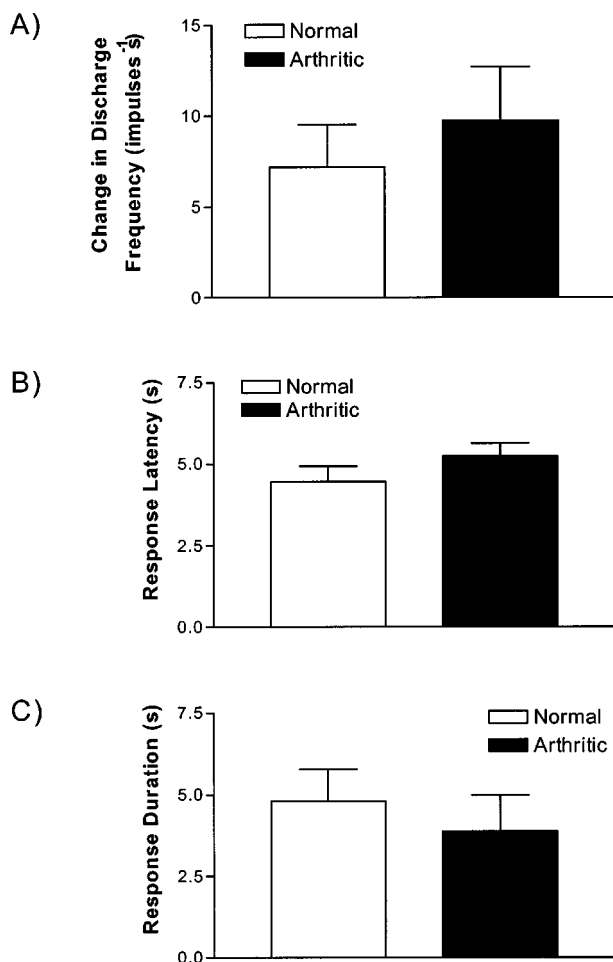 A)
Change in Discharge
Frequency (impulses⁻¹s)
15
10
5
0
Normal
Arthritic
B)
Response Latency (s)
7.5
5.0
2.5
0.0
Normal
Arthritic
C)
Response Duration (s)
7.5
5.0
2.5
0.0
Normal
Arthritic